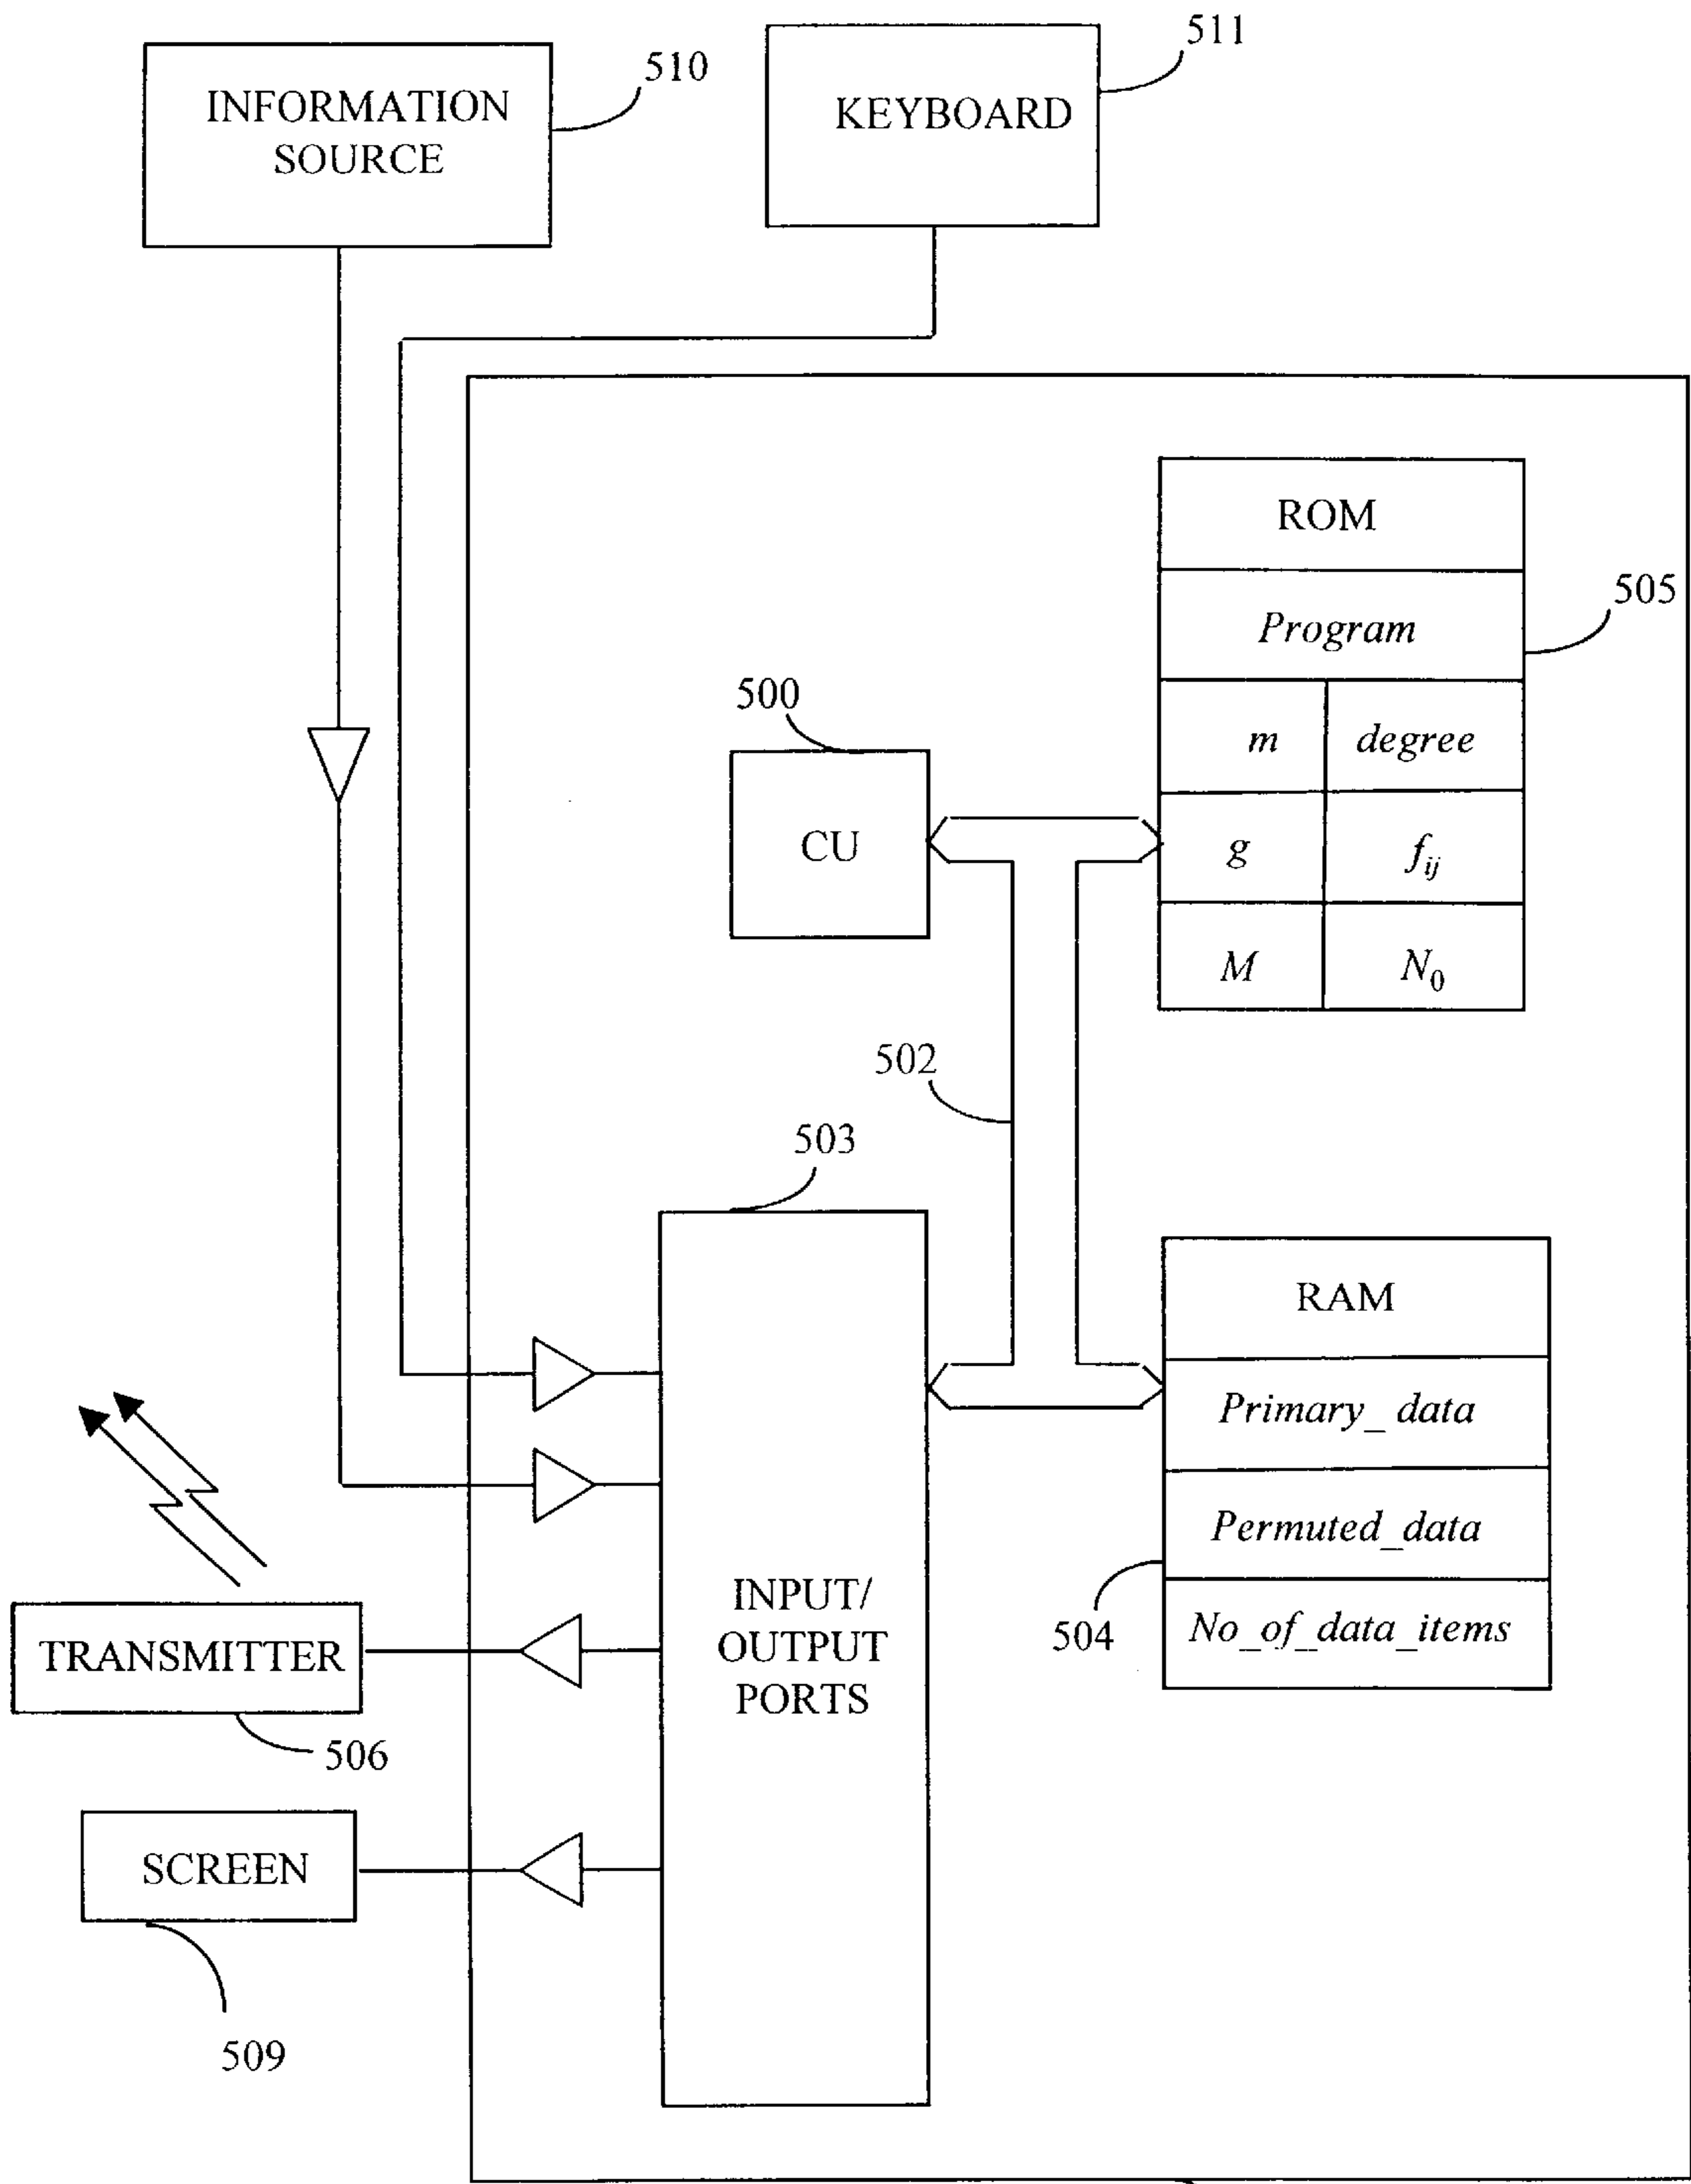 511
510
INFORMATION
SOURCE
KEYBOARD
ROM
505
Program
500
m degree
CU
g f_ij
M N_0
502
503
RAM
Primary_ data
Permuted_data
504
No_of_data_items
INPUT/
OUTPUT
PORTS
TRANSMITTER
506
SCREEN
509